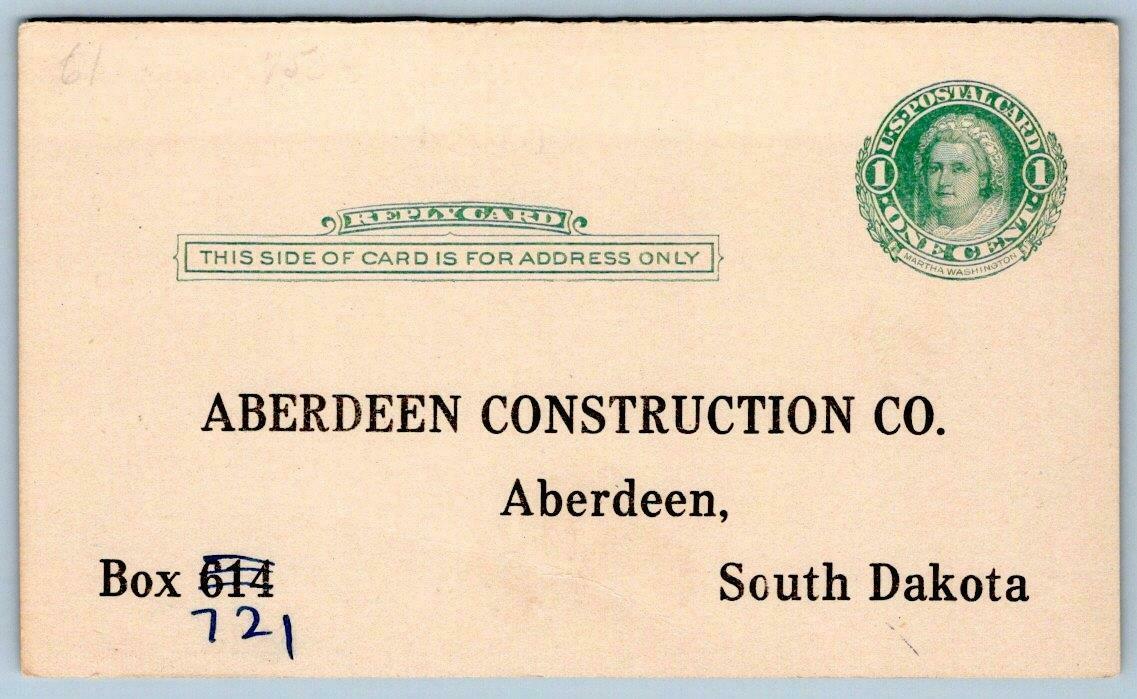 61
U.S. POSTAL CARD
1 1
ONE CENT
MARTHA WASHINGTON
REPLY CARD
THIS SIDE OF CARD IS FOR ADDRESS ONLY
ABERDEEN CONSTRUCTION CO.
Aberdeen,
Box 614 South Dakota
721